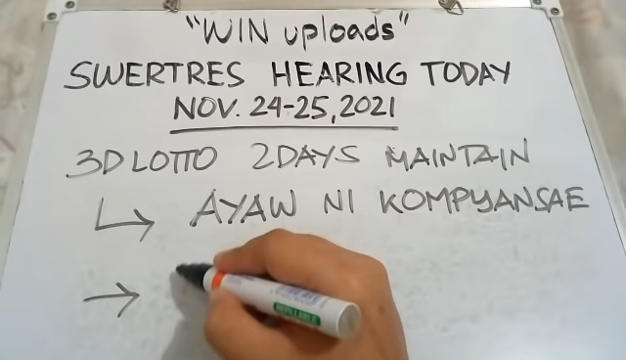 "WIN uploads"
SWERTRES HEARING TODAY
NOV. 24-25, 2021
3D LOTTO 2DAYS MAINTAIN
↳ AYAW NI KOMPYANSAE
→